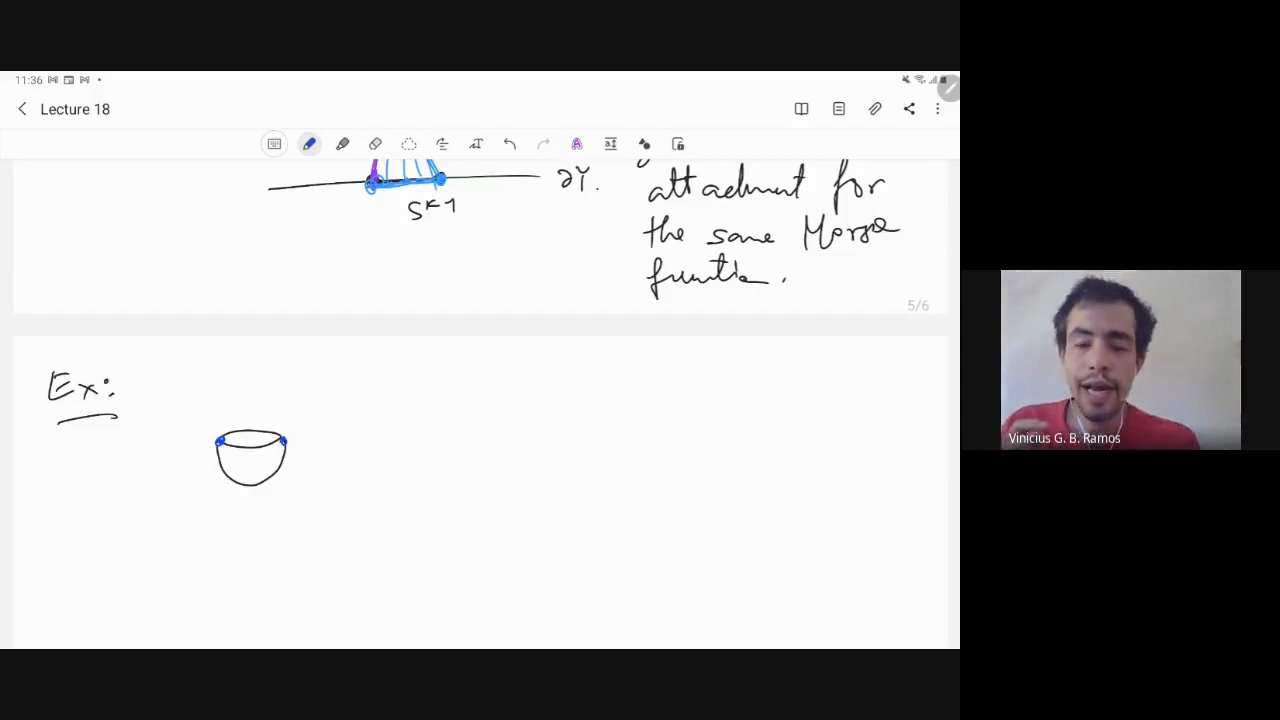 11:36
Lecture 18
∂Y.
S^{k-1}
attachment for
the same Morse
function.
5/6
Ex:
Vinicius G. B. Ramos